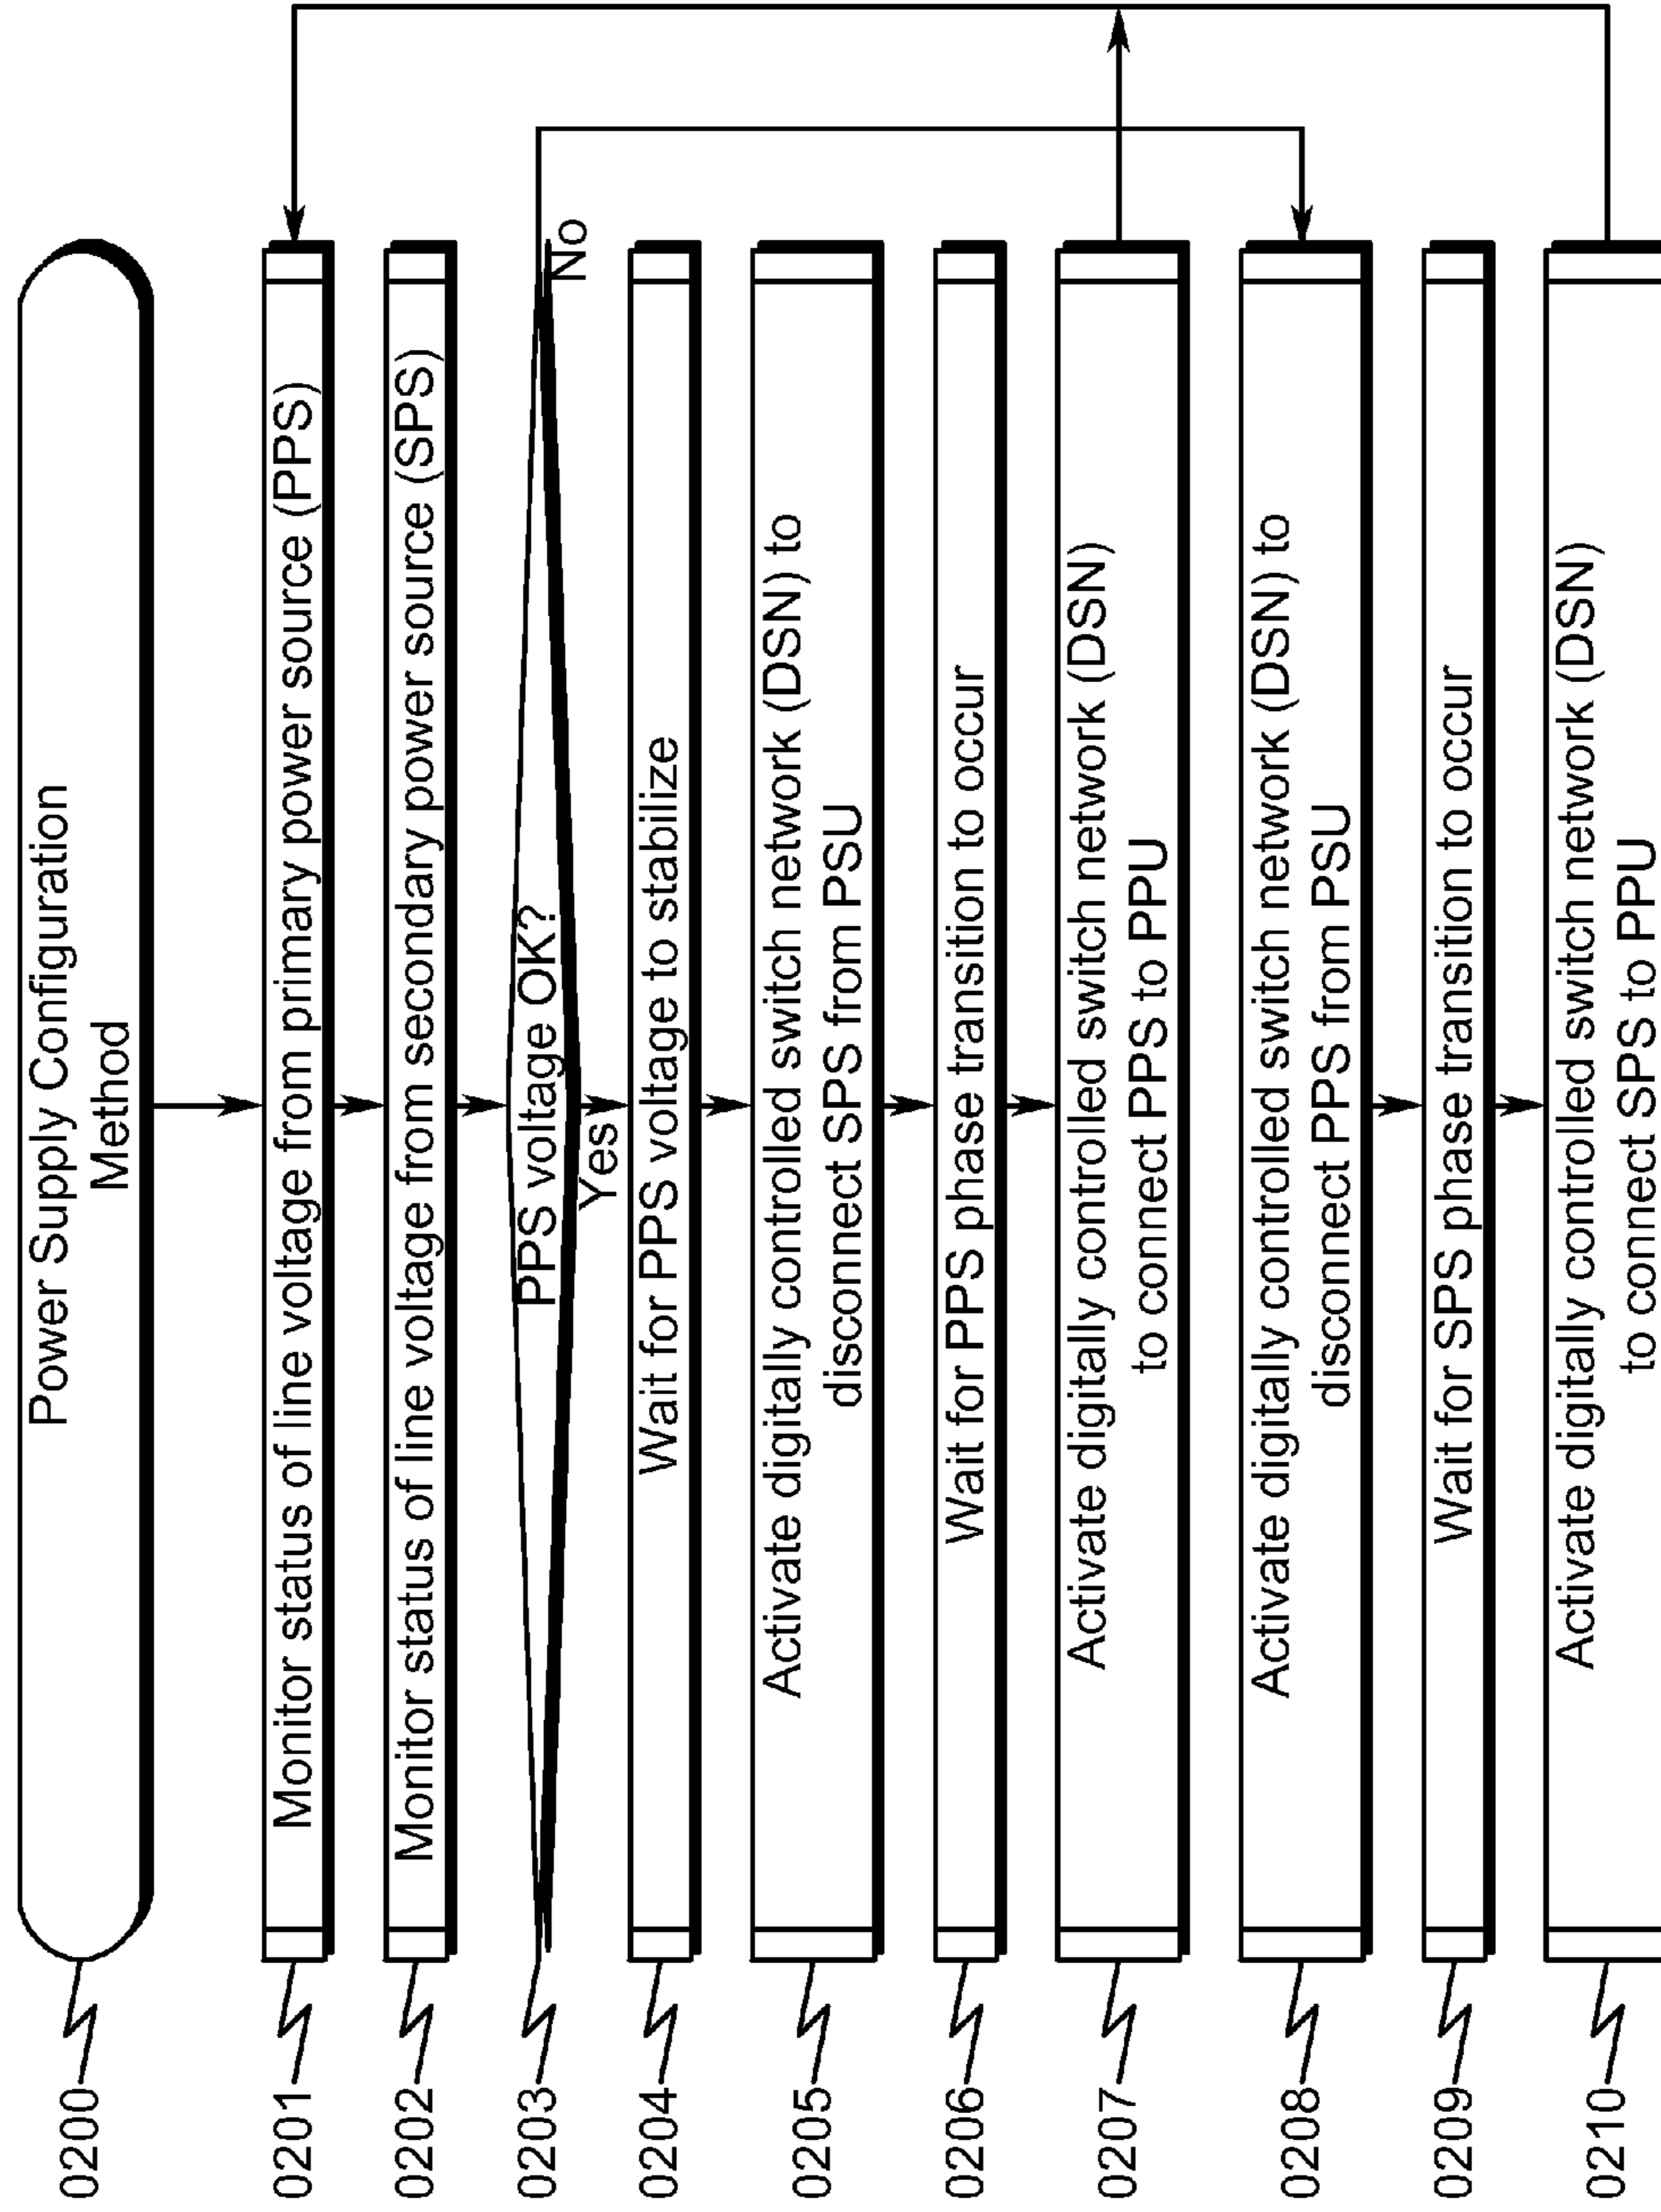 0200
Power Supply Configuration
Method
0201
Monitor status of line voltage from primary power source (PPS)
0202
Monitor status of line voltage from secondary power source (SPS)
0203
PPS voltage OK?
No
Yes
0204
Wait for PPS voltage to stabilize
0205
Activate digitally controlled switch network (DSN) to
disconnect SPS from PSU
0206
Wait for PPS phase transition to occur
0207
Activate digitally controlled switch network (DSN)
to connect PPS to PPU
0208
Activate digitally controlled switch network (DSN) to
disconnect PPS from PSU
0209
Wait for SPS phase transition to occur
0210
Activate digitally controlled switch network (DSN)
to connect SPS to PPU